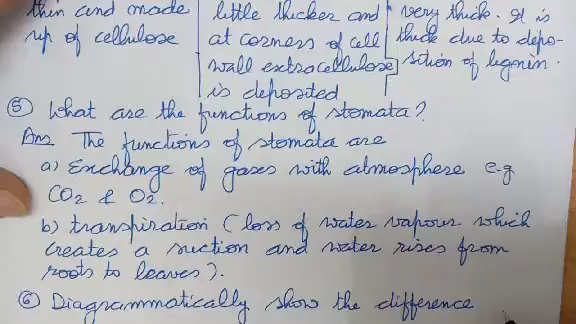 thin and made
up of cellulose
little thicker and
at corners of cell
wall extracellulose
is deposited
very thick. It is
thick due to depo-
sition of legenin.
⑤ What are the functions of stomata?
Ans The functions of stomata are
a) Exchange of gases with atmosphere e.g
CO2 & O2.
b) transpiration (loss of water vapour which
creates a suction and water rises from
roots to leaves).
⑥ Diagrammatically show the difference